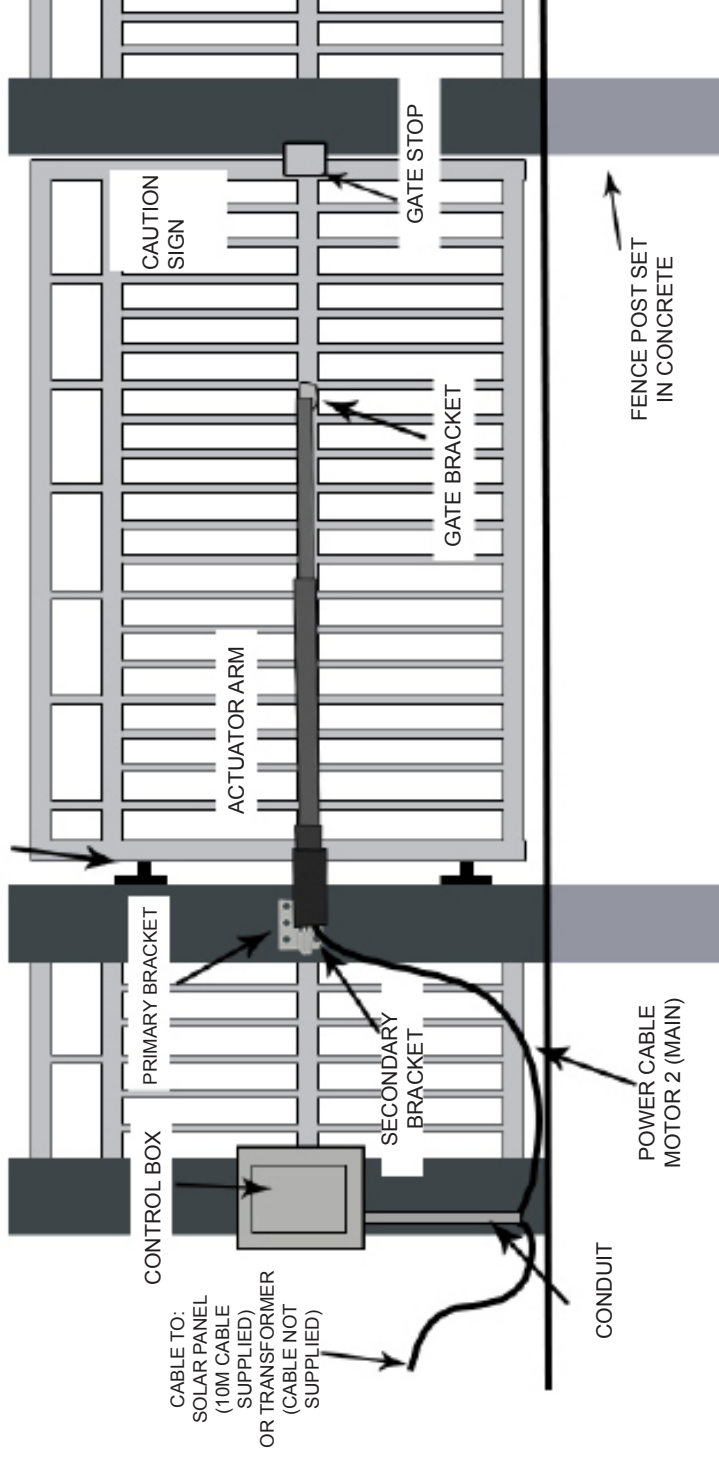 CABLE TO:
SOLAR PANEL
(10M CABLE
SUPPLIED)
OR TRANSFORMER
(CABLE NOT
SUPPLIED)
CONTROL BOX
PRIMARY BRACKET
ACTUATOR ARM
CAUTION
SIGN
SECONDARY
BRACKET
GATE BRACKET
GATE STOP
CONDUIT
POWER CABLE
MOTOR 2 (MAIN)
FENCE POST SET
IN CONCRETE